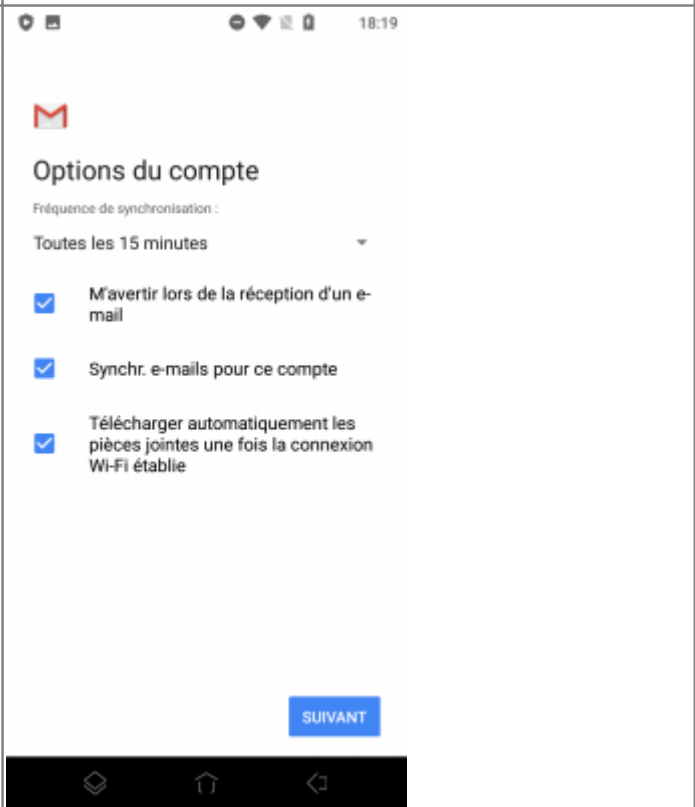 18:19
Options du compte
Fréquence de synchronisation :
Toutes les 15 minutes
M'avertir lors de la réception d'un e-
mail
Synchr. e-mails pour ce compte
Télécharger automatiquement les
pièces jointes une fois la connexion
Wi-Fi établie
SUIVANT